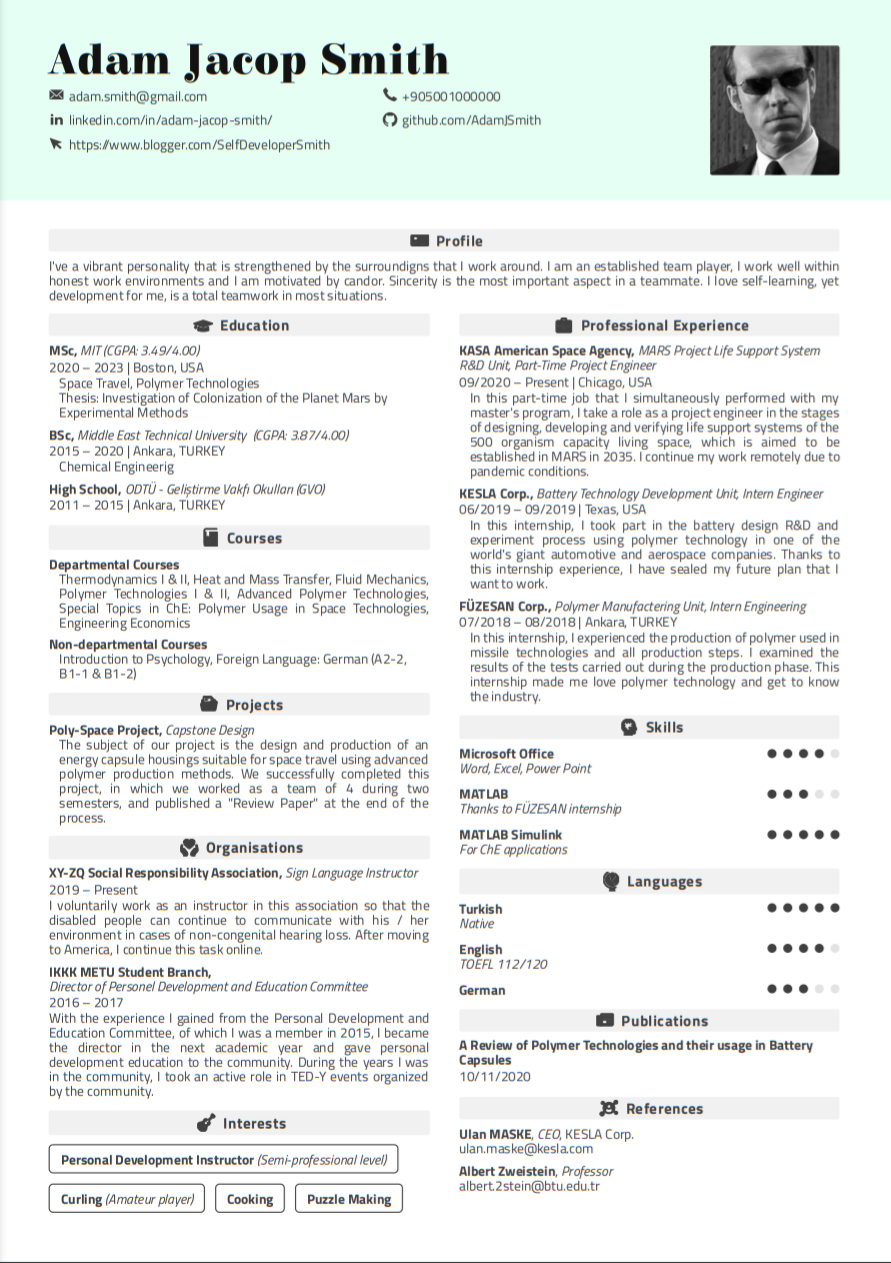 Adam Jacop Smith
adam.smith@gmail.com
+905001000000
linkedin.com/in/adam-jacop-smith/
github.com/AdamJSmith
https://www.blogger.com/SelfDeveloperSmith
Profile
I've a vibrant personality that is strengthened by the surroundigns that I work around. I am an established team player, I work well within
honest work environments and I am motivated by candor. Sincerity is the most important aspect in a teammate. I love self-learning, yet
development for me, is a total teamwork in most situations.
Education
MSc, MIT (CGPA: 3.49/4.00)
2020 – 2023 | Boston, USA
Space Travel, Polymer Technologies
Thesis: Investigation of Colonization of the Planet Mars by
Experimental Methods
BSc, Middle East Technical University (CGPA: 3.87/4.00)
2015 – 2020 | Ankara, TURKEY
Chemical Engineerig
High School, ODTÜ - Geliştirme Vakfı Okulları (GVO)
2011 – 2015 | Ankara, TURKEY
Courses
Departmental Courses
Thermodynamics I & II, Heat and Mass Transfer, Fluid Mechanics,
Polymer Technologies I & II, Advanced Polymer Technologies,
Special Topics in ChE: Polymer Usage in Space Technologies,
Engineering Economics
Non-departmental Courses
Introduction to Psychology, Foreign Language: German (A2-2,
B1-1 & B1-2)
Projects
Poly-Space Project, Capstone Design
The subject of our project is the design and production of an
energy capsule housings suitable for space travel using advanced
polymer production methods. We successfully completed this
project, in which we worked as a team of 4 during two
semesters, and published a "Review Paper" at the end of the
process.
Organisations
XY-ZQ Social Responsibility Association, Sign Language Instructor
2019 – Present
I voluntarily work as an instructor in this association so that the
disabled people can continue to communicate with his / her
environment in cases of non-congenital hearing loss. After moving
to America, I continue this task online.
IKKK METU Student Branch,
Director of Personel Development and Education Committee
2016 – 2017
With the experience I gained from the Personal Development and
Education Committee, of which I was a member in 2015, I became
the director in the next academic year and gave personal
development education to the community. During the years I was
in the community, I took an active role in TED-Y events organized
by the community.
Interests
Personal Development Instructor (Semi-professional level)
Curling (Amateur player)
Cooking
Puzzle Making
Professional Experience
KASA American Space Agency, MARS Project Life Support System
R&D Unit, Part-Time Project Engineer
09/2020 – Present | Chicago, USA
In this part-time job that I simultaneously performed with my
master's program, I take a role as a project engineer in the stages
of designing, developing and verifying life support systems of the
500 organism capacity living space, which is aimed to be
established in MARS in 2035. I continue my work remotely due to
pandemic conditions.
KESLA Corp., Battery Technology Development Unit, Intern Engineer
06/2019 – 09/2019 | Texas, USA
In this internship, I took part in the battery design R&D and
experiment process using polymer technology in one of the
world's giant automotive and aerospace companies. Thanks to
this internship experience, I have sealed my future plan that I
want to work.
FÜZESAN Corp., Polymer Manufactering Unit, Intern Engineering
07/2018 – 08/2018 | Ankara, TURKEY
In this internship, I experienced the production of polymer used in
missile technologies and all production steps. I examined the
results of the tests carried out during the production phase. This
internship made me love polymer technology and get to know
the industry.
Skills
Microsoft Office
Word, Excel, Power Point
MATLAB
Thanks to FÜZESAN internship
MATLAB Simulink
For ChE applications
Languages
Turkish
Native
English
TOEFL 112/120
German
Publications
A Review of Polymer Technologies and their usage in Battery
Capsules
10/11/2020
References
Ulan MASKE, CEO, KESLA Corp.
ulan.maske@kesla.com
Albert Zweistein, Professor
albert.2stein@btu.edu.tr